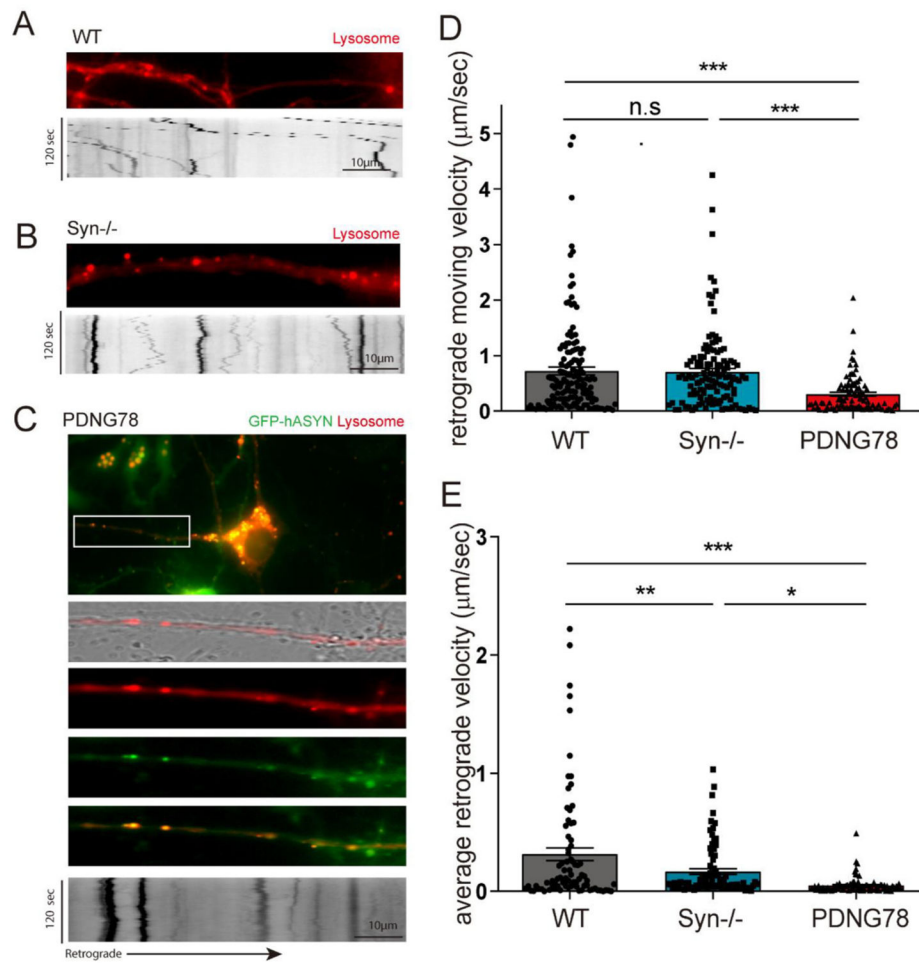 A
WT
Lysosome
120 sec
10μm
B
Syn-/-
Lysosome
120 sec
10μm
C
PDNG78
GFP-hASYN Lysosome
120 sec
10μm
Retrograde
D
retrograde moving velocity (μm/sec)
***
n.s
***
5
4
3
2
1
0
WT
Syn-/-
PDNG78
E
average retrograde velocity (μm/sec)
***
**
*
3
2
1
0
WT
Syn-/-
PDNG78